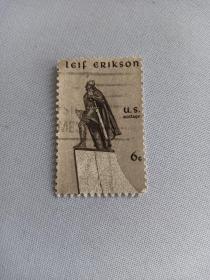 Leif Erikson
U.S.
postage
6c